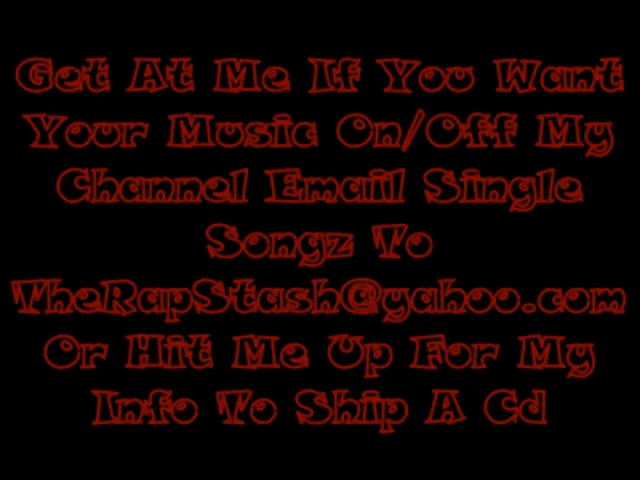 Get At Me If You Want
Your Music On/Off My
Channel Email Single
Songz To
TheRapStash@yahoo.com
Or Hit Me Up For My
Info To Ship A Cd